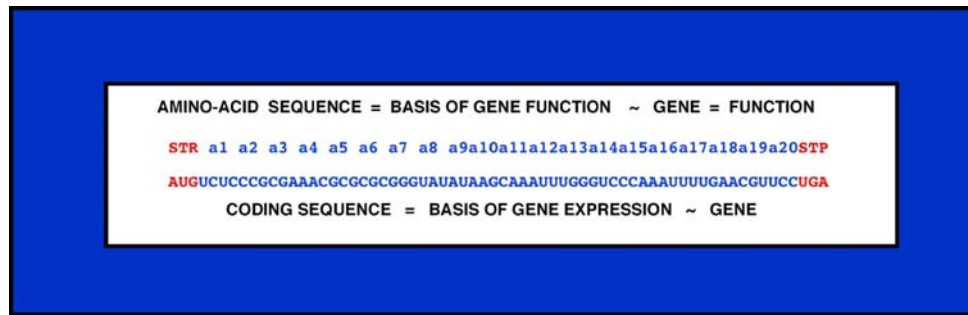 AMINO-ACID SEQUENCE = BASIS OF GENE FUNCTION ~ GENE = FUNCTION
STR a1 a2 a3 a4 a5 a6 a7 a8 a9a10a11a12a13a14a15a16a17a18a19a20STP
AUGUCUCCCGCGAAACGCGCGCGGGUAUAUAAGCAAAUUUGGGUCCCAAAUUUUGAACGUUCCUGA
CODING SEQUENCE = BASIS OF GENE EXPRESSION ~ GENE